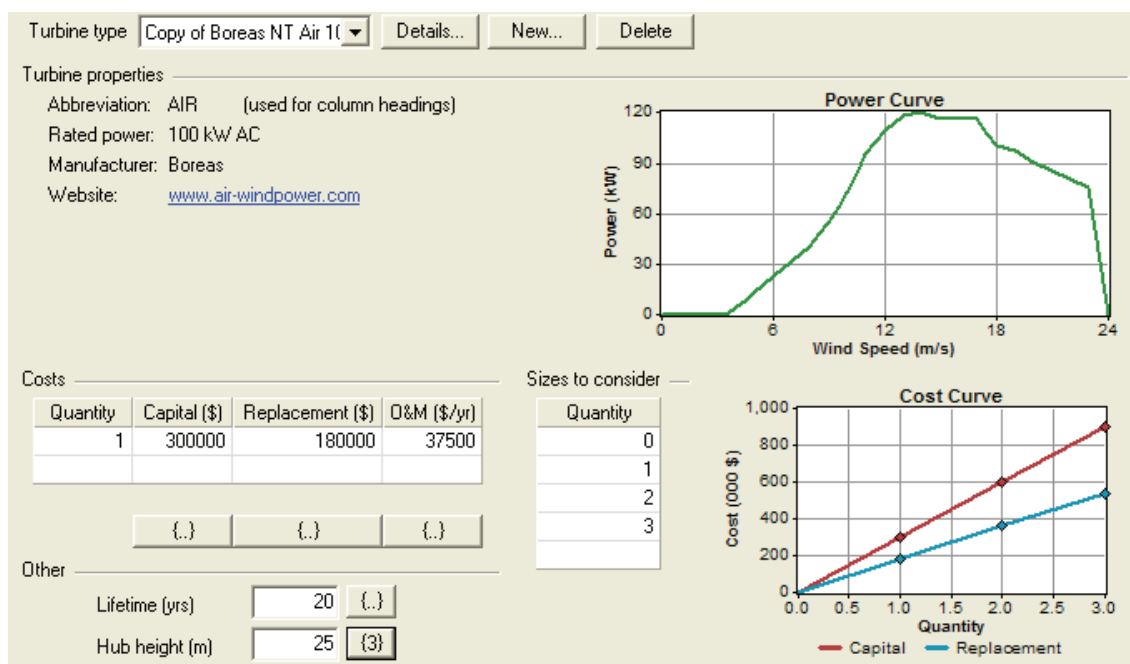 Turbine type Copy of Boreas NT Air 1( Details... New... Delete
Turbine properties
Abbreviation: AIR (used for column headings)
Rated power: 100 kW AC
Manufacturer: Boreas
Website: www.air-windpower.com
Power Curve
120
90
60
30
0
Power (kW)
0 6 12 18 24
Wind Speed (m/s)
Costs
Quantity Capital ($) Replacement ($) O&M ($/yr)
1 300000 180000 37500
{..} {..} {..}
Sizes to consider
Quantity
0
1
2
3
Cost Curve
1,000
800
600
400
200
0
Cost (000 $)
0.0 0.5 1.0 1.5 2.0 2.5 3.0
Quantity
Capital Replacement
Other
Lifetime (yrs) 20 {..}
Hub height (m) 25 {3}